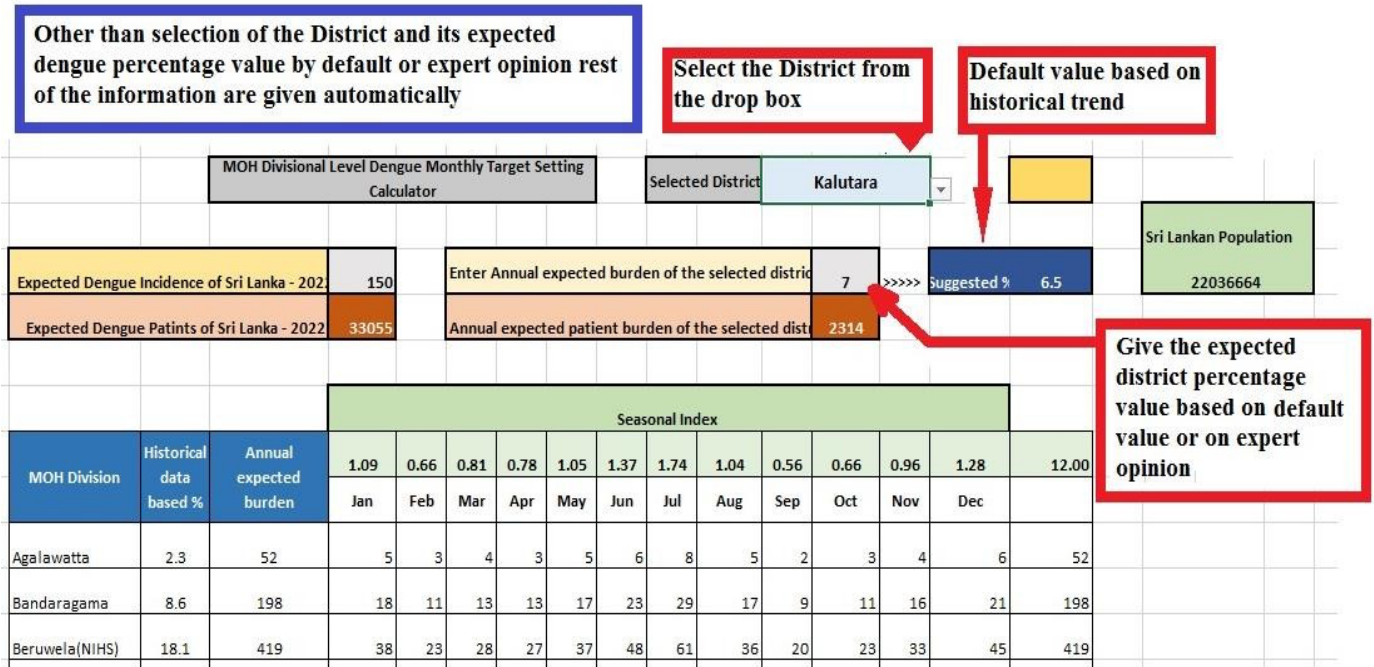 Other than selection of the District and its expected
dengue percentage value by default or expert opinion rest
of the information are given automatically
Select the District from
the drop box
Default value based on
historical trend
MOH Divisional Level Dengue Monthly Target Setting
Calculator
Selected District
Kalutara
Sri Lankan Population
22036664
Expected Dengue Incidence of Sri Lanka - 202
150
Enter Annual expected burden of the selected distric
7
>>>>>
Suggested %
6.5
Expected Dengue Patints of Sri Lanka - 2022
33055
Annual expected patient burden of the selected distr
2314
Give the expected
district percentage
value based on default
value or on expert
opinion
Seasonal Index
MOH Division
Historical
data
based %
Annual
expected
burden
1.09 0.66 0.81 0.78 1.05 1.37 1.74 1.04 0.56 0.66 0.96 1.28 12.00
Jan Feb Mar Apr May Jun Jul Aug Sep Oct Nov Dec
Agalawatta 2.3 52 5 3 4 3 5 6 8 5 2 3 4 6 52
Bandaragama 8.6 198 18 11 13 13 17 23 29 17 9 11 16 21 198
Beruwela(NIHS) 18.1 419 38 23 28 27 37 48 61 36 20 23 33 45 419